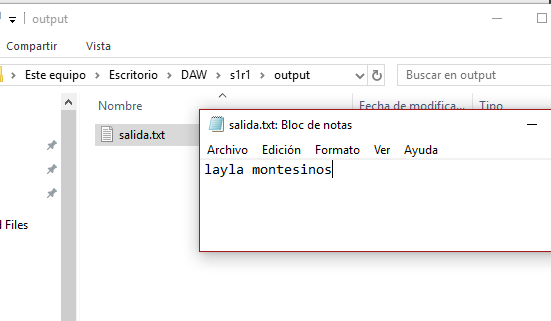 output
Compartir
Vista
Este equipo
Escritorio
DAW
s1r1
output
Buscar en output
Nombre
Fecha de modifica...
Tipo
salida.txt
salida.txt: Bloc de notas
Archivo
Edición
Formato
Ver
Ayuda
layla montesinos
Files